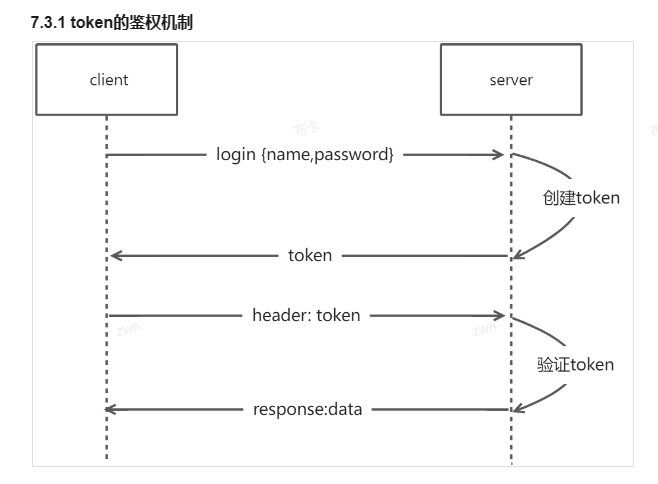 7.3.1 token的鉴权机制
client
server
布卡
login {name,password}
创建token
token
header: token
zwn
zwn
验证token
response:data